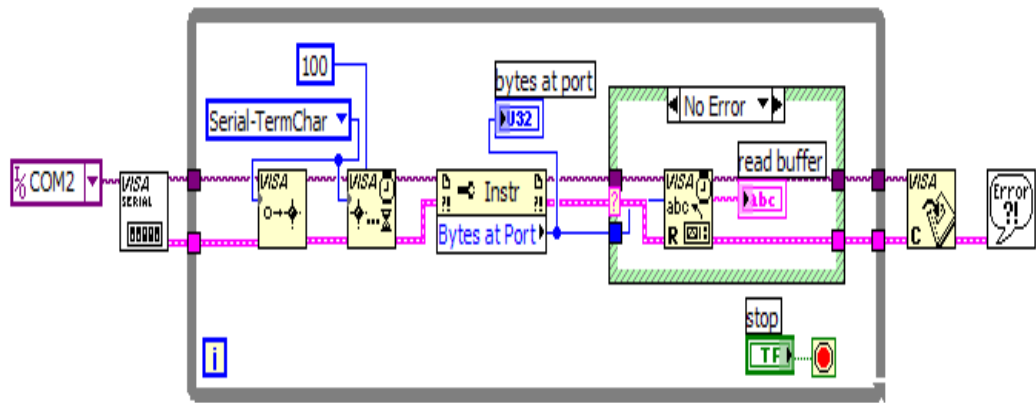 100
bytes at port
U32
Serial-TermChar
No Error
read buffer
I/O COM2
VISA
SERIAL
VISA
VISA
Instr
Bytes at Port
VISA
abc
R
abc
VISA
C
Error
?!
?!
?!
?
stop
TF
i